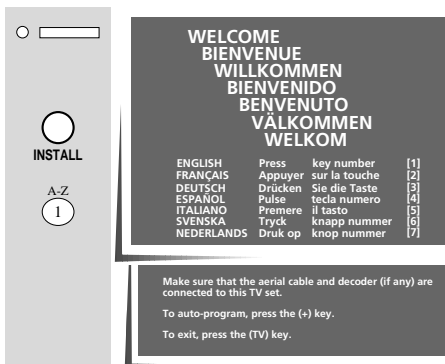 WELCOME
BIENVENUE
WILLKOMMEN
BIENVENIDO
BENVENUTO
VÄLKOMMEN
WELKOM
INSTALL
A-Z
1
ENGLISH Press key number [1]
FRANÇAIS Appuyer sur la touche [2]
DEUTSCH Drücken Sie die Taste [3]
ESPAÑOL Pulse tecla numero [4]
ITALIANO Premere il tasto [5]
SVENSKA Tryck knapp nummer [6]
NEDERLANDS Druk op knop nummer [7]
Make sure that the aerial cable and decoder (if any) are
connected to this TV set.
To auto-program, press the (+) key.
To exit, press the (TV) key.